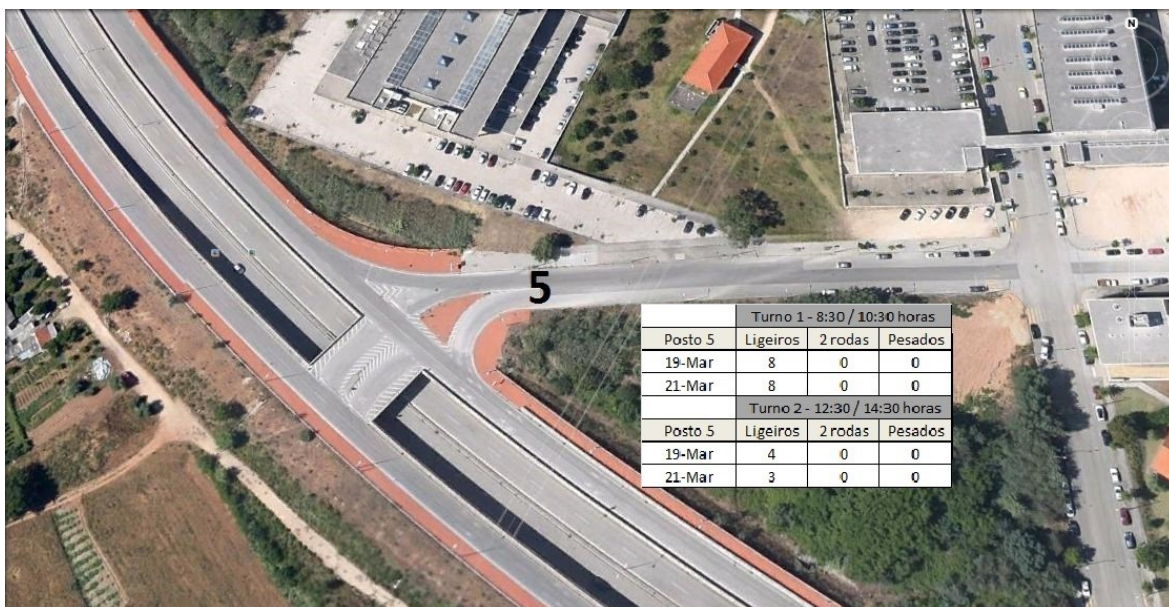 N
5
Turno 1 - 8:30 / 10:30 horas
Posto 5 Ligeiros 2 rodas Pesados
19-Mar 8 0 0
21-Mar 8 0 0
Turno 2 - 12:30 / 14:30 horas
Posto 5 Ligeiros 2 rodas Pesados
19-Mar 4 0 0
21-Mar 3 0 0